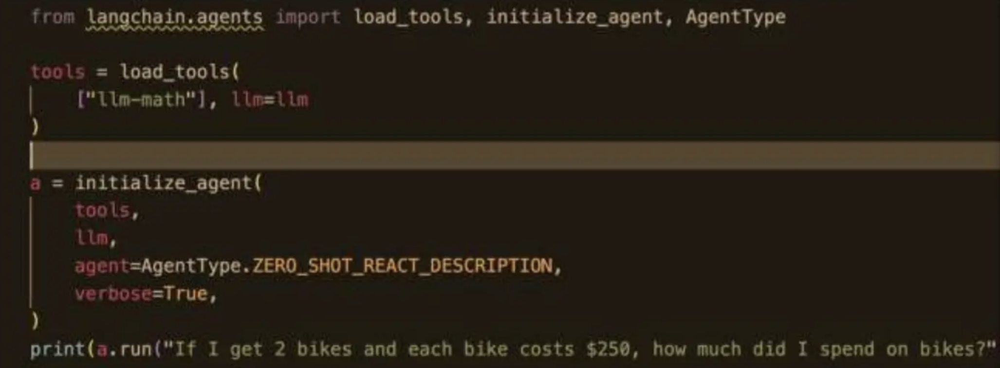 from langchain.agents import load_tools, initialize_agent, AgentType
tools = load_tools(
["llm-math"], llm=llm
)
a = initialize_agent(
tools,
llm,
agent=AgentType.ZERO_SHOT_REACT_DESCRIPTION,
verbose=True,
)
print(a.run("If I get 2 bikes and each bike costs $250, how much did I spend on bikes?"